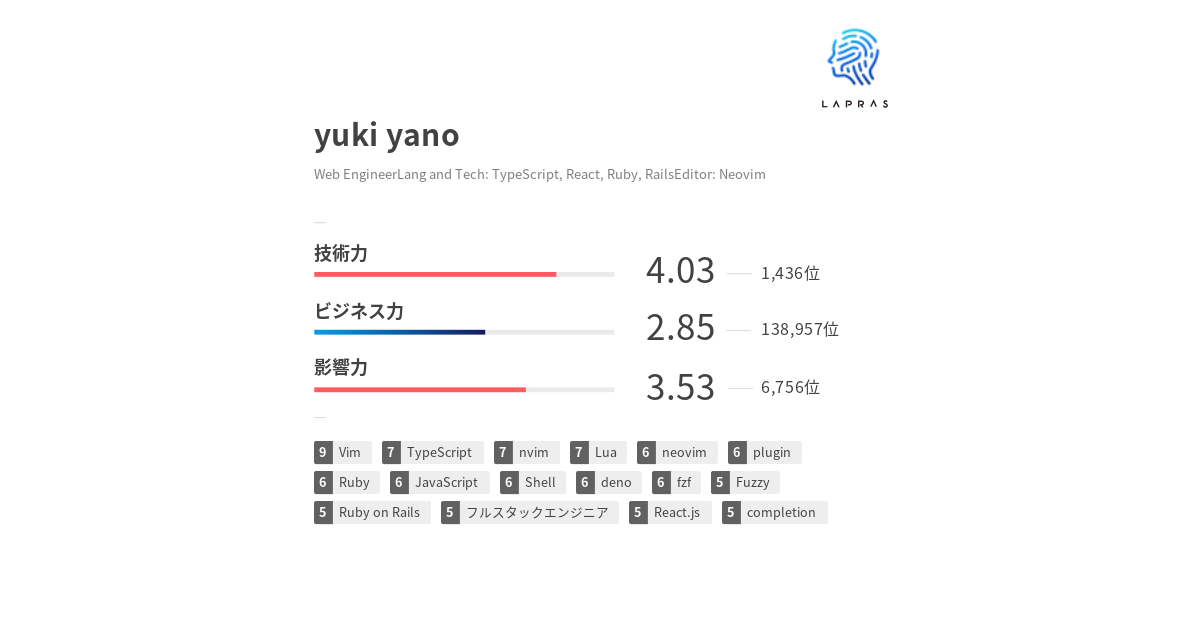 LAPRAS
yuki yano
Web EngineerLang and Tech: TypeScript, React, Ruby, RailsEditor: Neovim
技術力
4.03 1,436位
ビジネス力
2.85 138,957位
影響力
3.53 6,756位
9 Vim 7 TypeScript 7 nvim 7 Lua 6 neovim 6 plugin
6 Ruby 6 JavaScript 6 Shell 6 deno 6 fzf 5 Fuzzy
5 Ruby on Rails 5 フルスタックエンジニア 5 React.js 5 completion